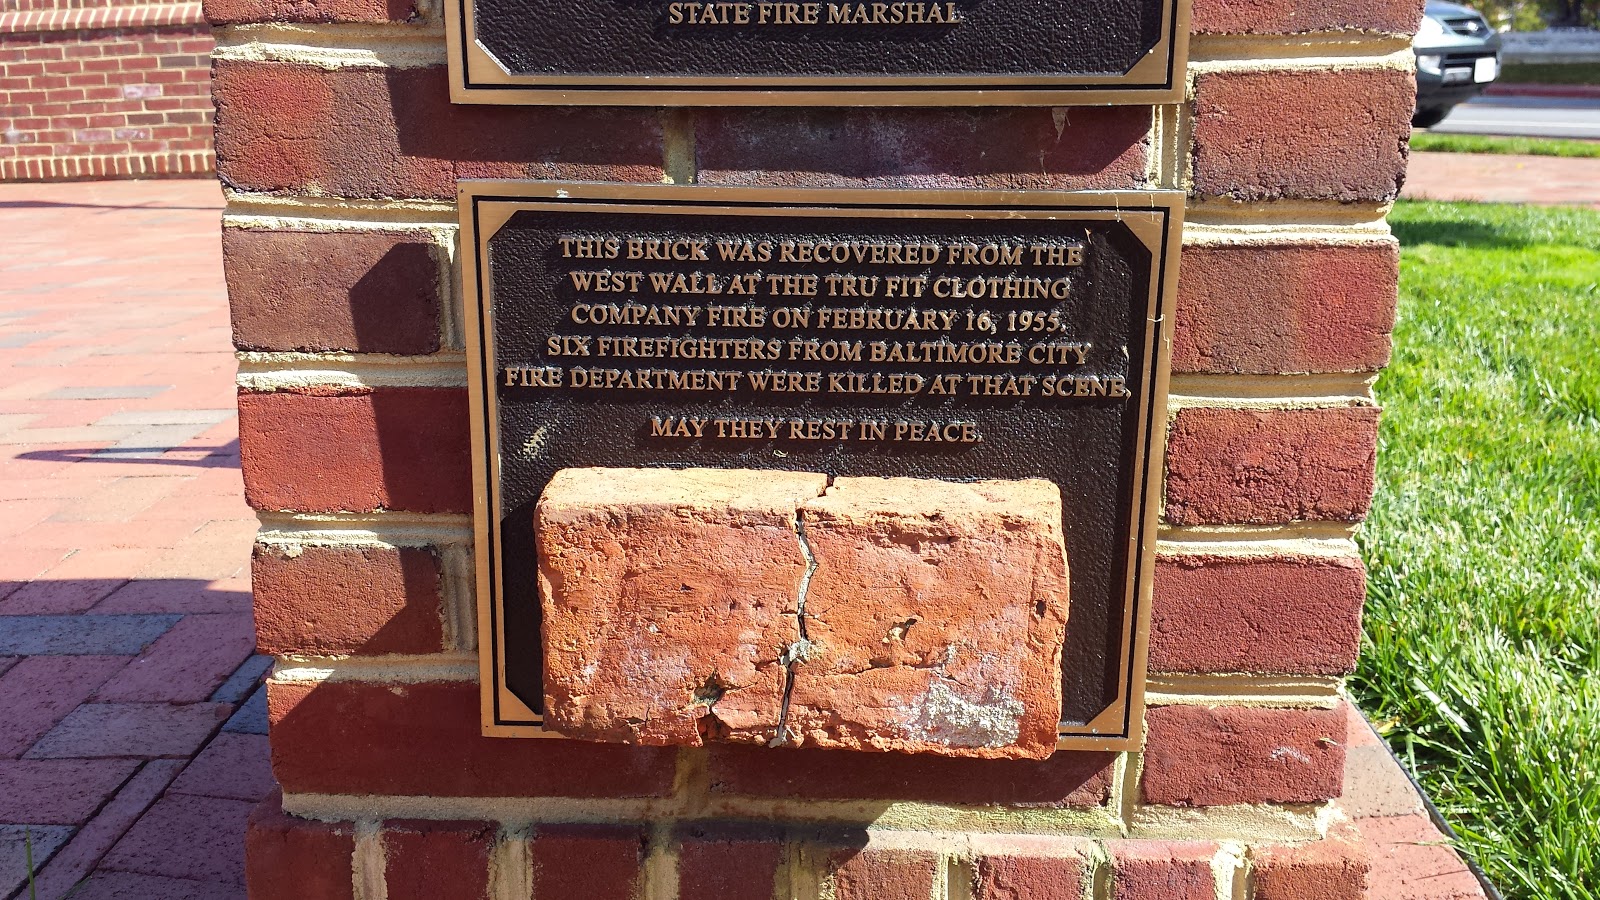 STATE FIRE MARSHAL
THIS BRICK WAS RECOVERED FROM THE
WEST WALL AT THE TRU FIT CLOTHING
COMPANY FIRE ON FEBRUARY 16, 1955.
SIX FIREFIGHTERS FROM BALTIMORE CITY
FIRE DEPARTMENT WERE KILLED AT THAT SCENE.
MAY THEY REST IN PEACE.